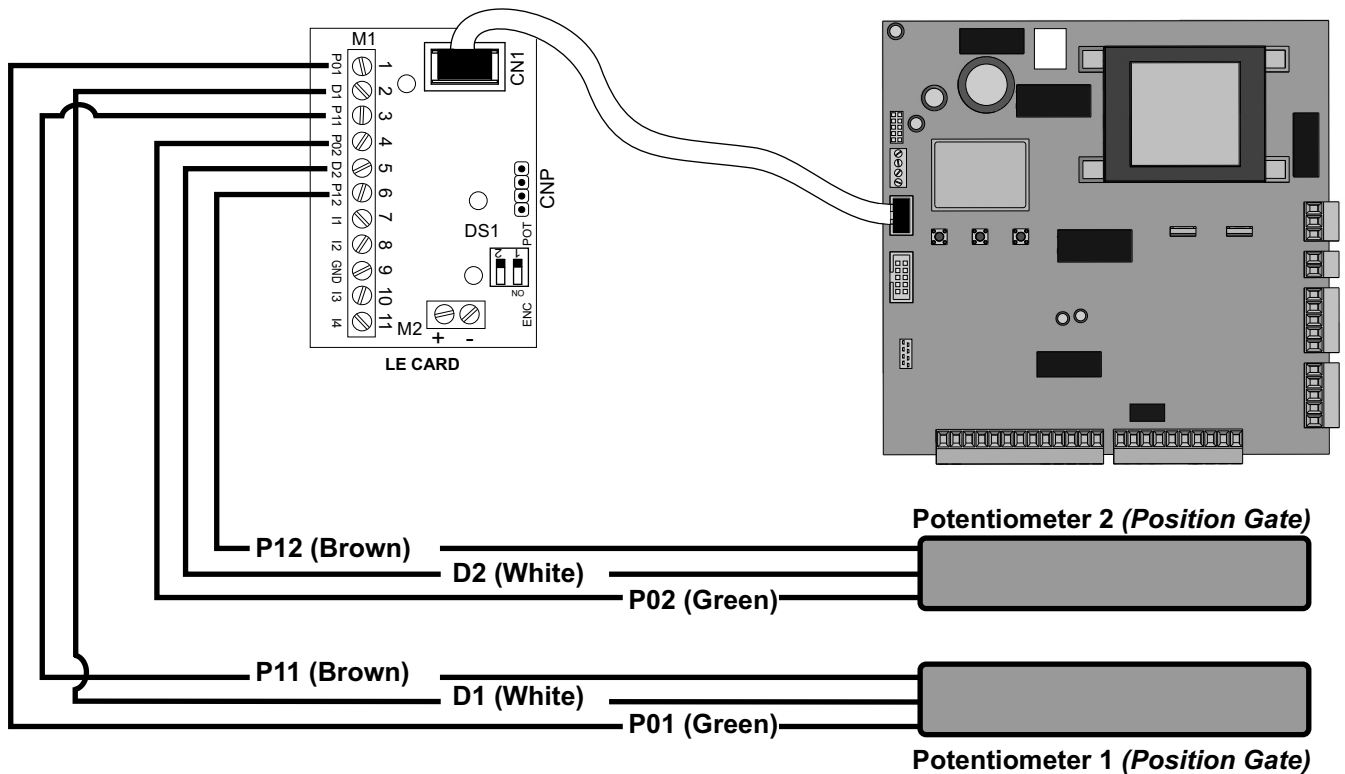 M1
P01 1
D1 2
P11 3
P02 4
D2 5
P12 6
I1 7
I2 8
GND 9
I3 10
I4 11
CN1
CNP
DS1
POT
2 1
ON
ENC
M2
+ -
LE CARD
Potentiometer 2 (Position Gate)
P12 (Brown)
D2 (White)
P02 (Green)
P11 (Brown)
D1 (White)
P01 (Green)
Potentiometer 1 (Position Gate)